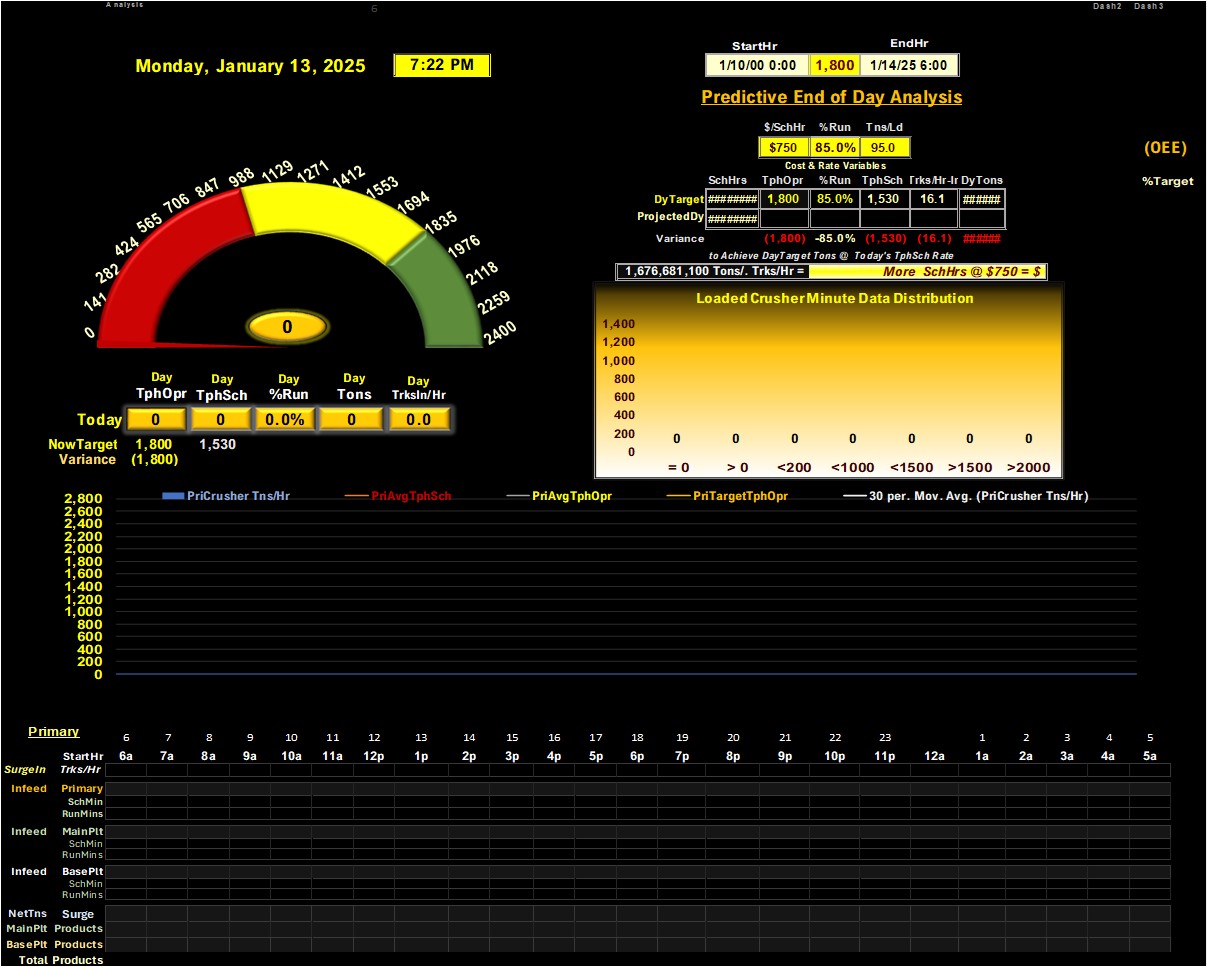 Analysis 6 Dash2 Dash3
StartHr EndHr
Monday, January 13, 2025 7:22 PM 1/10/00 0:00 1,800 1/14/25 6:00
Predictive End of Day Analysis
$/SchHr %Run Tns/Ld
$750 85.0% 95.0 (OEE)
Cost & Rate Variables
SchHrs TphOpr %Run TphSch Trks/Hr-Ir DyTons %Target
DyTarget ######## 1,800 85.0% 1,530 16.1 ######
ProjectedDy ########
Variance (1,800) -85.0% (1,530) (16.1) ######
to Achieve DayTarget Tons @ Today's TphSch Rate
1,676,681,100 Tons/. Trks/Hr = More SchHrs @ $750 = $
0 141 282 424 565 706 847 988 1129 1271 1412 1553 1694 1835 1976 2118 2259 2400
0
Loaded Crusher Minute Data Distribution
1,400
1,200
1,000
800
600
400
200
0
0 0 0 0 0 0 0
= 0 > 0 <200 <1000 <1500 >1500 >2000
Day Day Day Day Day
TphOpr TphSch %Run Tons TrksIn/Hr
Today 0 0 0.0% 0 0.0
NowTarget 1,800 1,530
Variance (1,800)
PriCrusher Tns/Hr PriAvgTphSch PriAvgTphOpr PriTargetTphOpr 30 per. Mov. Avg. (PriCrusher Tns/Hr)
2,800
2,600
2,400
2,200
2,000
1,800
1,600
1,400
1,200
1,000
800
600
400
200
0
Primary 6 7 8 9 10 11 12 13 14 15 16 17 18 19 20 21 22 23 1 2 3 4 5
StartHr 6a 7a 8a 9a 10a 11a 12p 1p 2p 3p 4p 5p 6p 7p 8p 9p 10p 11p 12a 1a 2a 3a 4a 5a
SurgeIn Trks/Hr
Infeed Primary
SchMin
RunMins
Infeed MainPlt
SchMin
RunMins
Infeed BasePlt
SchMin
RunMins
NetTns Surge
MainPlt Products
BasePlt Products
Total Products